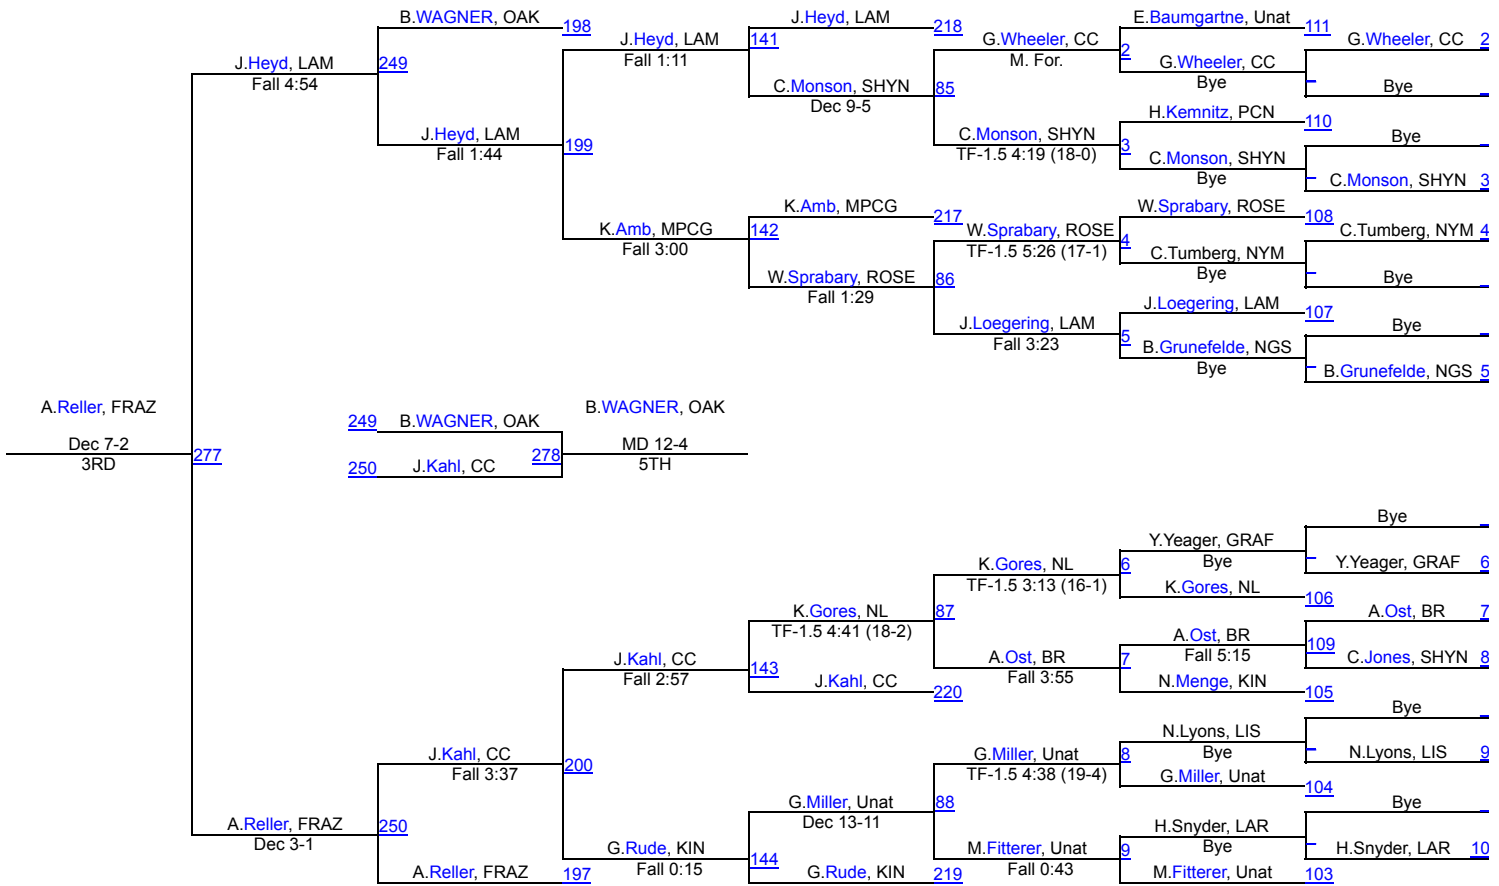 B.WAGNER, OAK
198
J.Heyd, LAM
218
E.Baumgartne, Unat
111
J.Heyd, LAM
Fall 1:11
141
G.Wheeler, CC
M. For.
2
G.Wheeler, CC 2
J.Heyd, LAM
Fall 4:54
249
G.Wheeler, CC
Bye
C.Monson, SHYN
Dec 9-5
85
Bye
H.Kemnitz, PCN
110
J.Heyd, LAM
Fall 1:44
199
C.Monson, SHYN
TF-1.5 4:19 (18-0)
3
Bye
C.Monson, SHYN
Bye
C.Monson, SHYN 3
K.Amb, MPCG
217
W.Sprabary, ROSE
108
K.Amb, MPCG
Fall 3:00
142
W.Sprabary, ROSE
TF-1.5 5:26 (17-1)
4
C.Tumberg, NYM 4
C.Tumberg, NYM
Bye
W.Sprabary, ROSE
Fall 1:29
86
Bye
J.Loegering, LAM
107
J.Loegering, LAM
Fall 3:23
5
Bye
B.Grunefelde, NGS
Bye
B.Grunefelde, NGS 5
A.Reller, FRAZ
Dec 7-2
3RD
277
249 B.WAGNER, OAK
250 J.Kahl, CC
278
B.WAGNER, OAK
MD 12-4
5TH
Bye
Y.Yeager, GRAF
Bye
K.Gores, NL
TF-1.5 3:13 (16-1)
6
Y.Yeager, GRAF 6
K.Gores, NL
106
K.Gores, NL
TF-1.5 4:41 (18-2)
87
A.Ost, BR 7
A.Ost, BR
Fall 5:15
109
J.Kahl, CC
Fall 2:57
143
A.Ost, BR
Fall 3:55
7
C.Jones, SHYN 8
J.Kahl, CC
220
N.Menge, KIN
105
Bye
N.Lyons, LIS
Bye
J.Kahl, CC
Fall 3:37
200
G.Miller, Unat
TF-1.5 4:38 (19-4)
8
N.Lyons, LIS 9
G.Miller, Unat
104
G.Miller, Unat
Dec 13-11
88
Bye
A.Reller, FRAZ
Dec 3-1
250
H.Snyder, LAR
Bye
G.Rude, KIN
Fall 0:15
144
M.Fitterer, Unat
Fall 0:43
9
H.Snyder, LAR 10
A.Reller, FRAZ
197
G.Rude, KIN
219
M.Fitterer, Unat
103